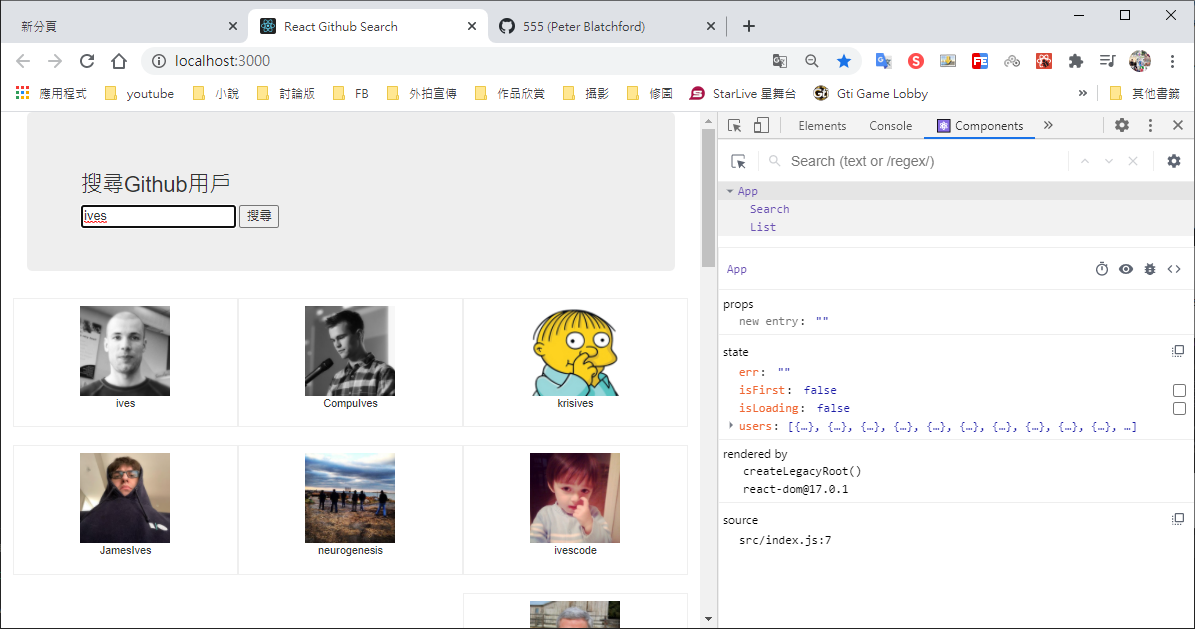 新分頁
React Github Search
555 (Peter Blatchford)
localhost:3000
應用程式
youtube
小說
討論版
FB
外拍宣傳
作品欣賞
攝影
修圖
StarLive 星舞台
Gti Game Lobby
»
其他書籤
搜尋Github用戶
ives
搜尋
ives
CompuIves
krisives
JamesIves
neurogenesis
ivescode
Elements
Console
Components
»
Search (text or /regex/)
App
Search
List
App
props
new entry: ""
state
err: ""
isFirst: false
isLoading: false
users: [{…}, {…}, {…}, {…}, {…}, {…}, {…}, {…}, {…}, {…}, …]
rendered by
createLegacyRoot()
react-dom@17.0.1
source
src/index.js:7